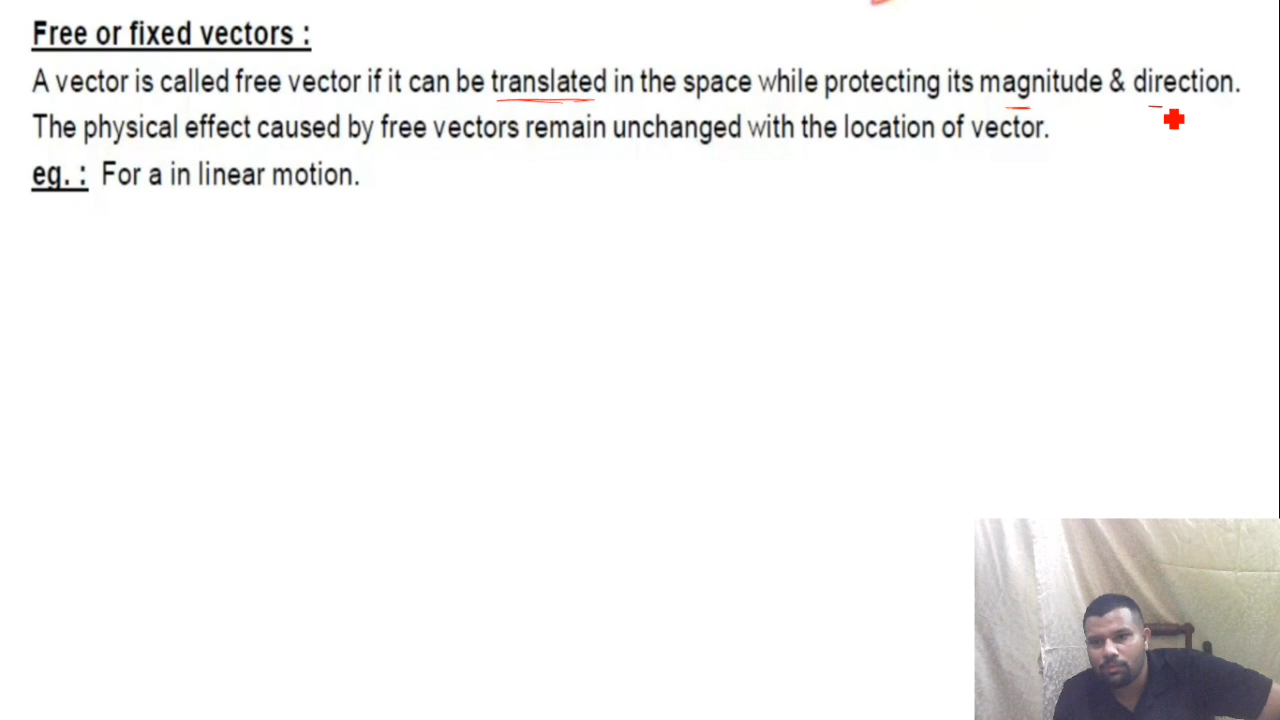 Free or fixed vectors :
A vector is called free vector if it can be translated in the space while protecting its magnitude & direction.
The physical effect caused by free vectors remain unchanged with the location of vector.
eg. : For a in linear motion.